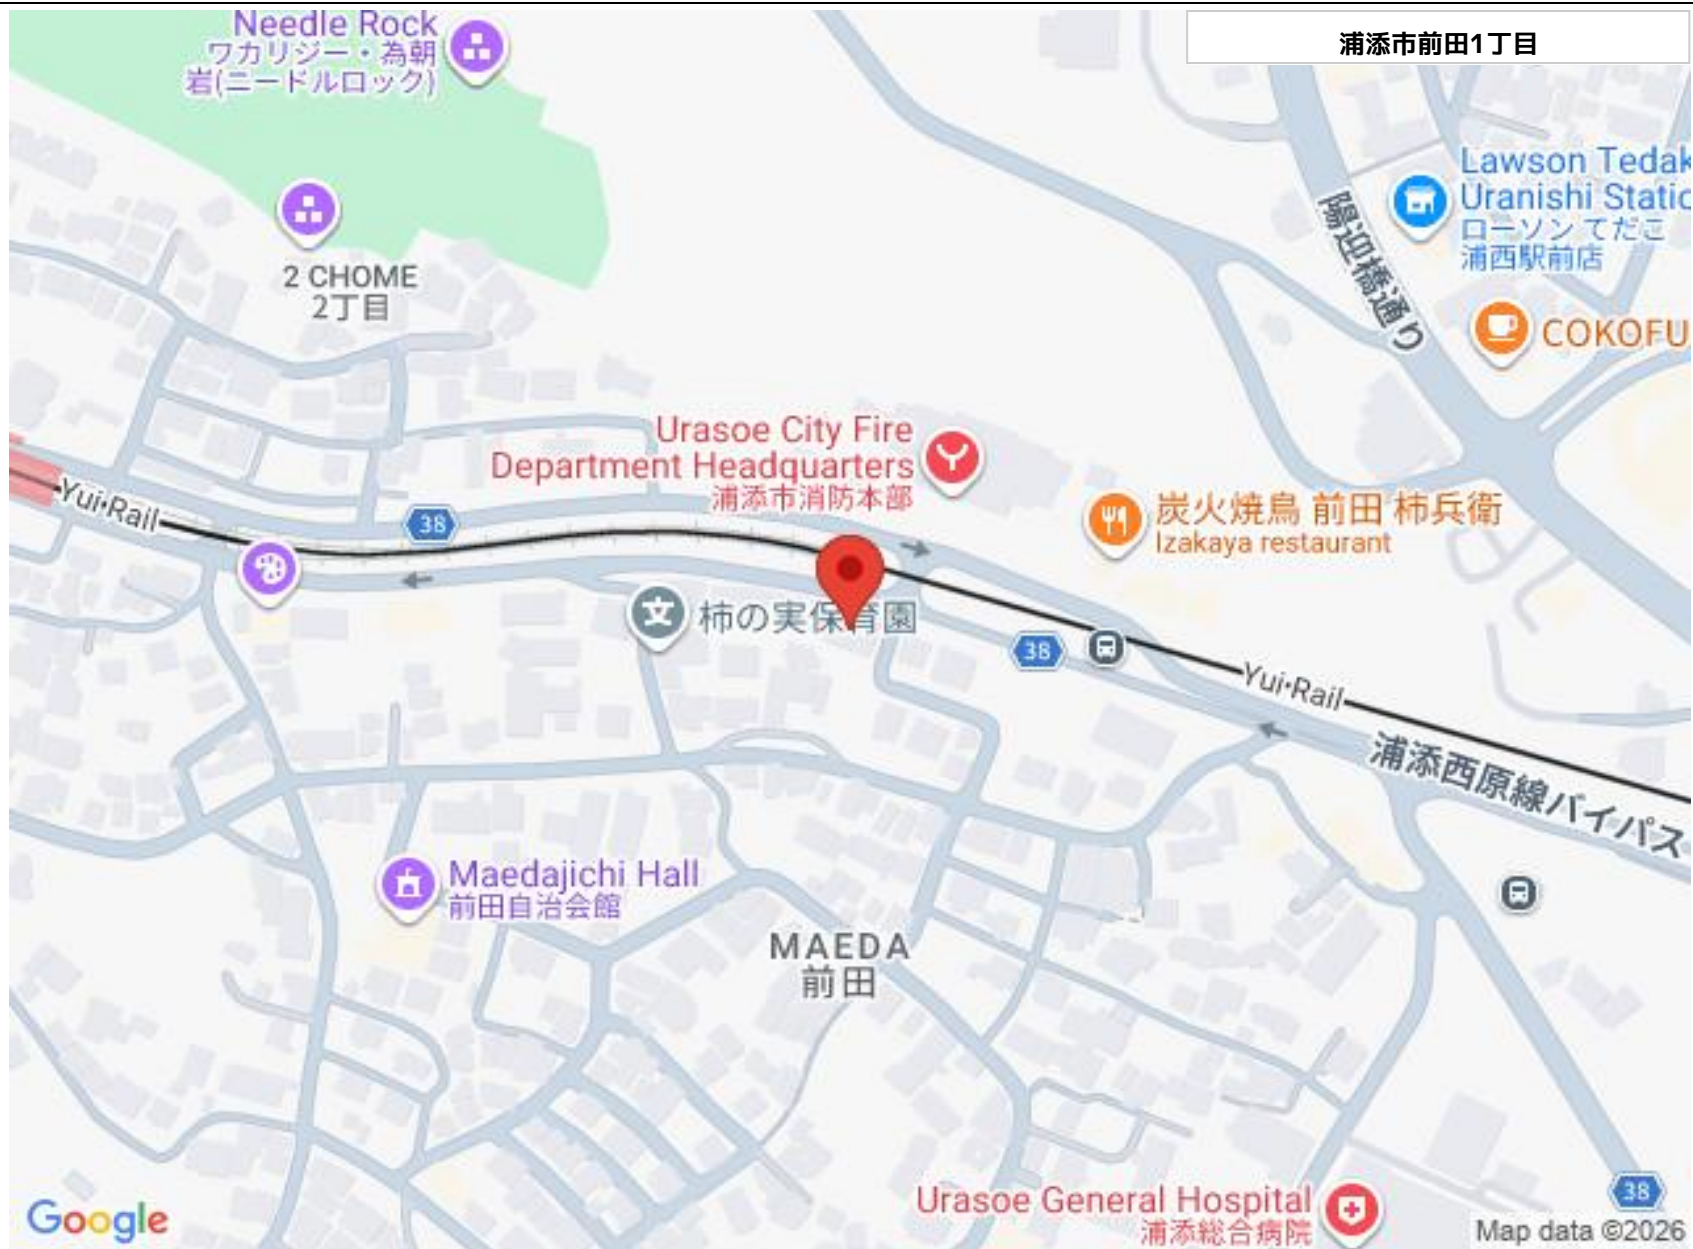 Needle Rock
ワカリジー・為朝
岩(ニードルロック)
浦添市前田1丁目
Lawson Tedak
Uranishi Static
ローソン てだこ
浦西駅前店
陽迎橋通り
COKOFU
2 CHOME
2丁目
Urasoe City Fire
Department Headquarters
浦添市消防本部
炭火焼鳥 前田 柿兵衛
Izakaya restaurant
Yui•Rail
38
柿の実保育園
38
Yui•Rail
浦添西原線バイパス
Maedajichi Hall
前田自治会館
MAEDA
前田
Urasoe General Hospital
浦添総合病院
38
Google
Map data ©2026